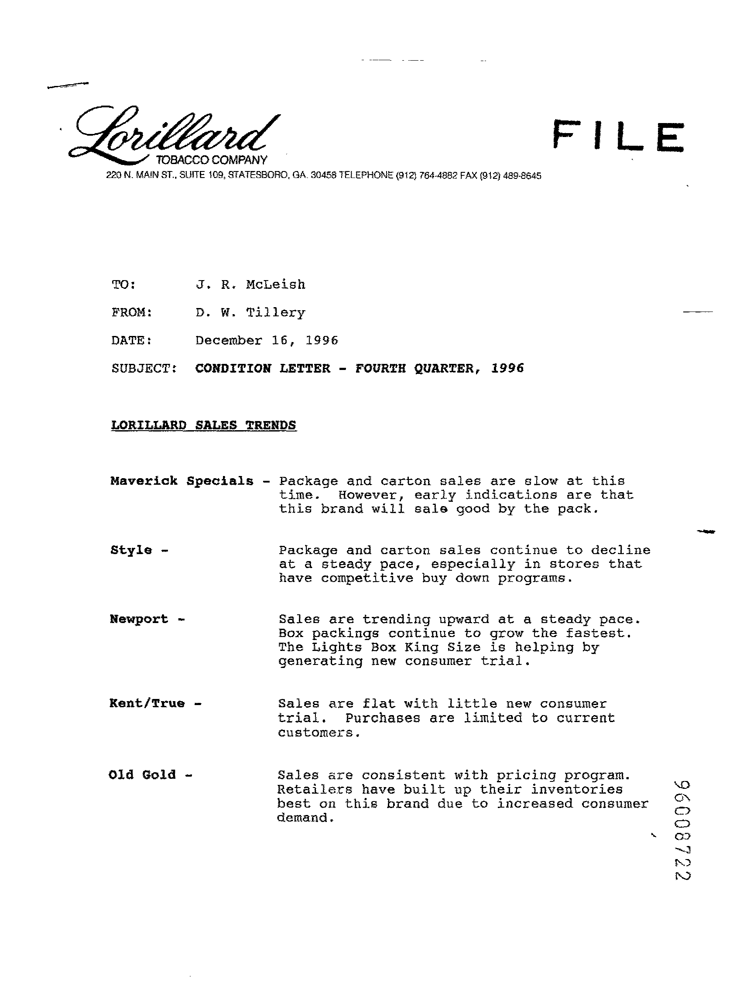 Lorillard
TOBACCO COMPANY
FILE
220 N. MAIN ST., SUITE 109, STATESBORO, GA. 30458 TELEPHONE (912) 764-4882 FAX (912) 489-8645
TO: J. R. McLeish
FROM: D. W. Tillery
DATE: December 16, 1996
SUBJECT: CONDITION LETTER - FOURTH QUARTER, 1996
LORILLARD SALES TRENDS
Maverick Specials - Package and carton sales are slow at this
time. However, early indications are that
this brand will sale good by the pack.
Style - Package and carton sales continue to decline
at a steady pace, especially in stores that
have competitive buy down programs.
Newport - Sales are trending upward at a steady pace.
Box packings continue to grow the fastest.
The Lights Box King Size is helping by
generating new consumer trial.
Kent/True - Sales are flat with little new consumer
trial. Purchases are limited to current
customers.
Old Gold - Sales are consistent with pricing program.
Retailers have built up their inventories
best on this brand due to increased consumer
demand.
96008722